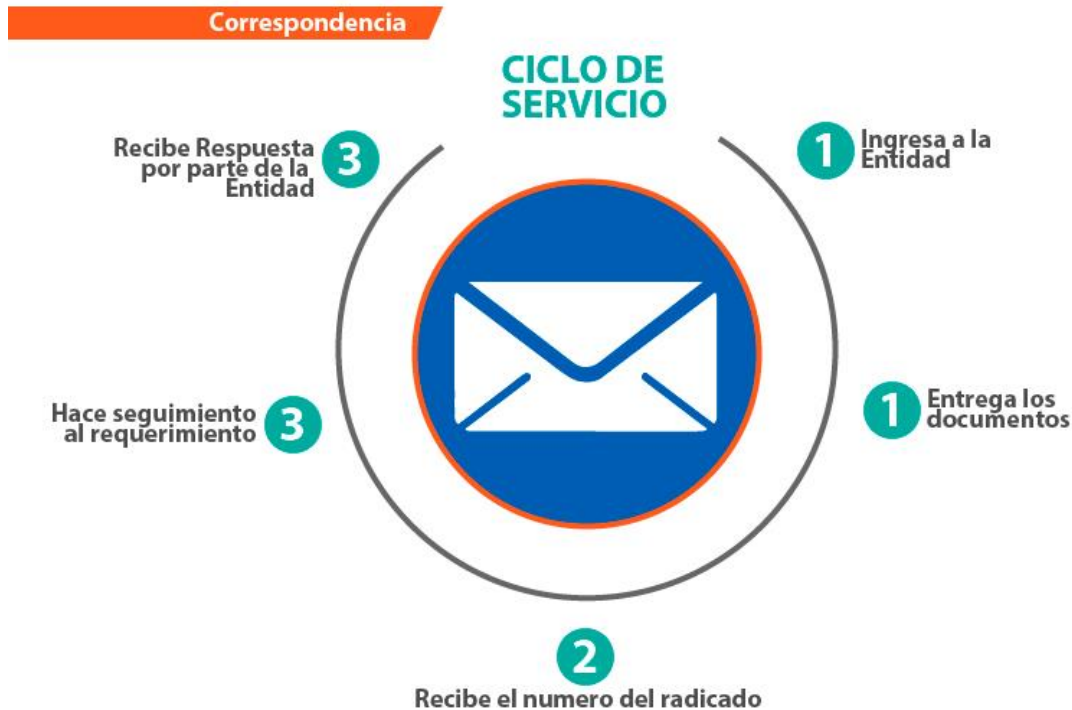 Correspondencia
CICLO DE
SERVICIO
1 Ingresa a la
Entidad
1 Entrega los
documentos
2
Recibe el numero del radicado
Hace seguimiento
al requerimiento 3
Recibe Respuesta
por parte de la
Entidad 3